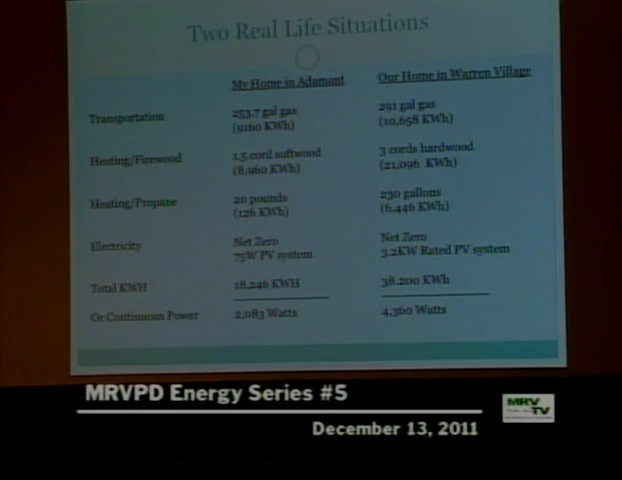 Two Real Life Situations
My Home in Adamant Our Home in Warren Village
Transportation 253.7 gal gas 291 gal gas
(9160 KWh) (10,658 KWh)
Heating/Firewood 1.5 cord softwood 3 cords hardwood
(8,960 KWh) (21,096 KWh)
Heating/Propane 20 pounds 230 gallons
(126 KWh) (6,446 KWh)
Electricity Net Zero Net Zero
75W PV system 3.2KW Rated PV system
Total KWH 18,246 KWH 38,200 KWh
Or Continuous Power 2,083 Watts 4,360 Watts
MRVPD Energy Series #5
December 13, 2011
MRV
TV